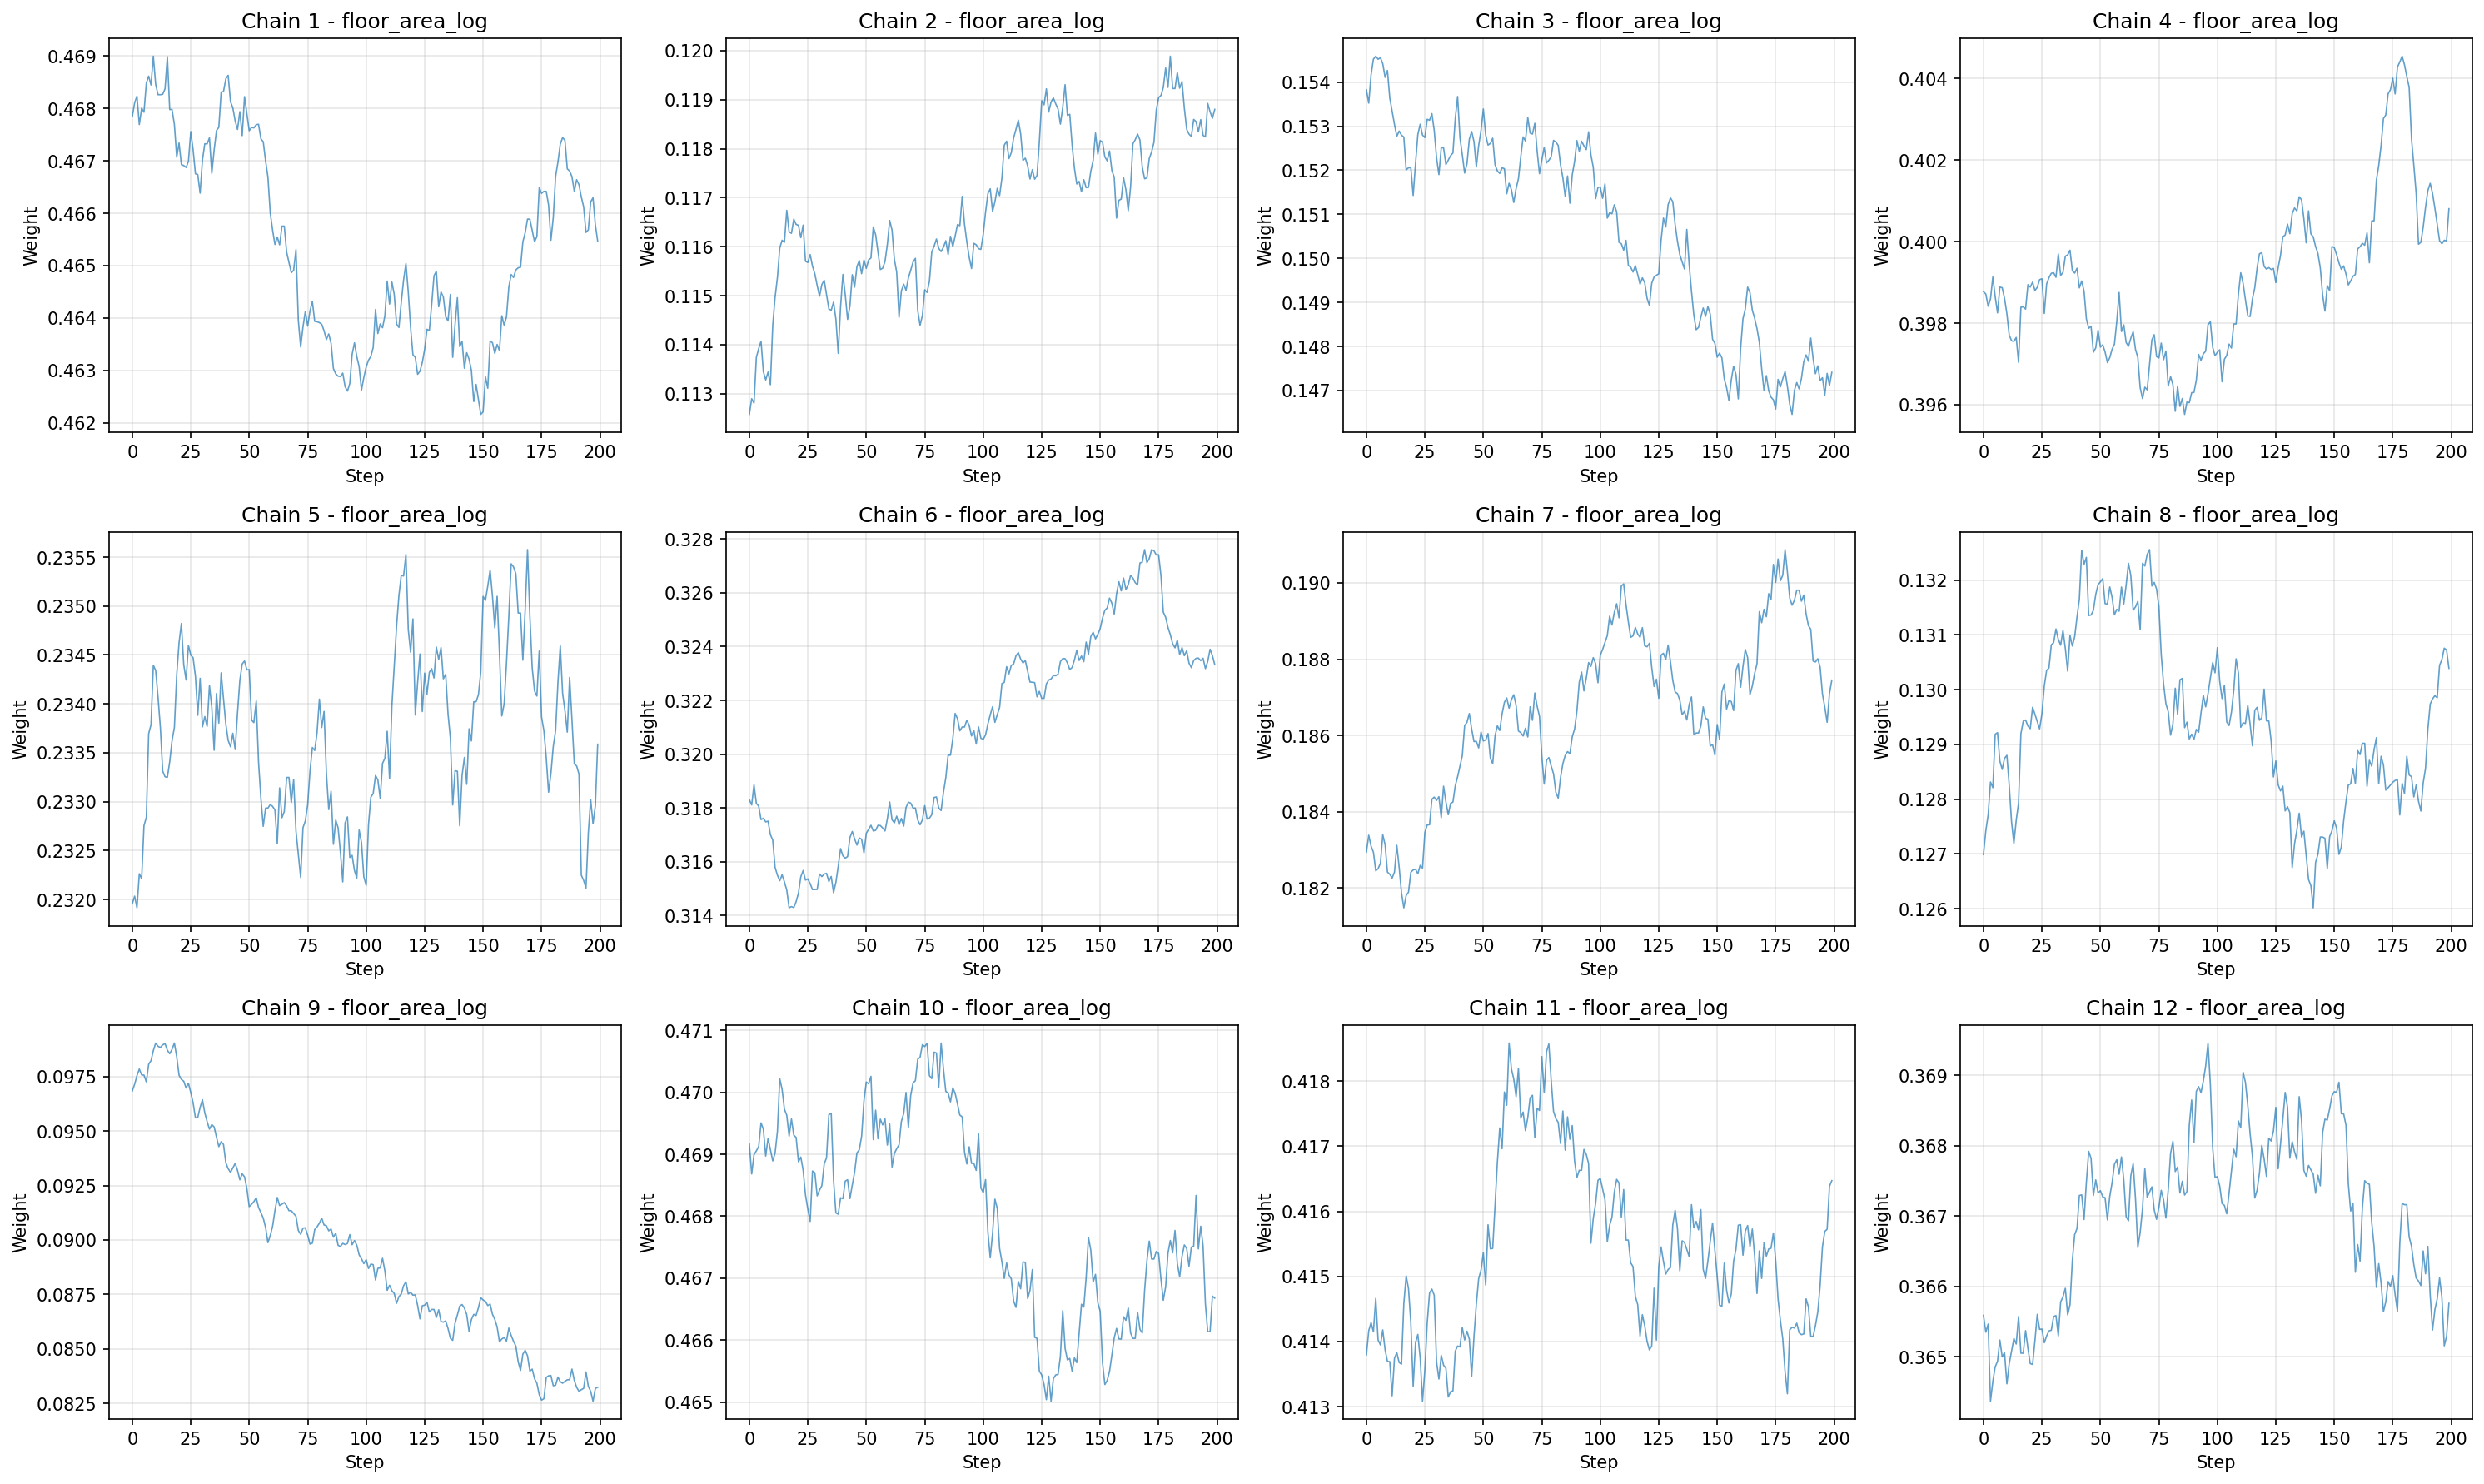 Chain 1 - floor_area_log
Weight
0.469
0.468
0.467
0.466
0.465
0.464
0.463
0.462
0 25 50 75 100 125 150 175 200
Step
Chain 2 - floor_area_log
Weight
0.120
0.119
0.118
0.117
0.116
0.115
0.114
0.113
0 25 50 75 100 125 150 175 200
Step
Chain 3 - floor_area_log
Weight
0.154
0.153
0.152
0.151
0.150
0.149
0.148
0.147
0 25 50 75 100 125 150 175 200
Step
Chain 4 - floor_area_log
Weight
0.404
0.402
0.400
0.398
0.396
0 25 50 75 100 125 150 175 200
Step
Chain 5 - floor_area_log
Weight
0.2355
0.2350
0.2345
0.2340
0.2335
0.2330
0.2325
0.2320
0 25 50 75 100 125 150 175 200
Step
Chain 6 - floor_area_log
Weight
0.328
0.326
0.324
0.322
0.320
0.318
0.316
0.314
0 25 50 75 100 125 150 175 200
Step
Chain 7 - floor_area_log
Weight
0.190
0.188
0.186
0.184
0.182
0 25 50 75 100 125 150 175 200
Step
Chain 8 - floor_area_log
Weight
0.132
0.131
0.130
0.129
0.128
0.127
0.126
0 25 50 75 100 125 150 175 200
Step
Chain 9 - floor_area_log
Weight
0.0975
0.0950
0.0925
0.0900
0.0875
0.0850
0.0825
0 25 50 75 100 125 150 175 200
Step
Chain 10 - floor_area_log
Weight
0.471
0.470
0.469
0.468
0.467
0.466
0.465
0 25 50 75 100 125 150 175 200
Step
Chain 11 - floor_area_log
Weight
0.418
0.417
0.416
0.415
0.414
0.413
0 25 50 75 100 125 150 175 200
Step
Chain 12 - floor_area_log
Weight
0.369
0.368
0.367
0.366
0.365
0 25 50 75 100 125 150 175 200
Step